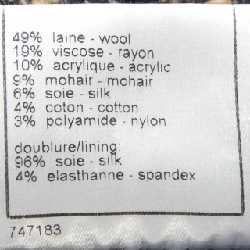 49% laine - wool
19% viscose - rayon
10% acrylique - acrylic
9% mohair - mohair
6% soie - silk
4% coton - cotton
3% polyamide - nylon
doublure/lining
96% soie - silk
4% elasthanne - spandex
747183